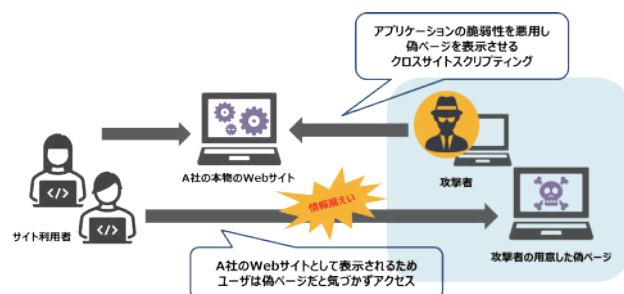 アプリケーションの脆弱性を悪用し
偽ページを表示させる
クロスサイトスクリプティング
A社の本物のWebサイト
攻撃者
サイト利用者
情報漏えい
攻撃者の用意した偽ページ
A社のWebサイトとして表示されるため
ユーザは偽ページだと気づかずアクセス